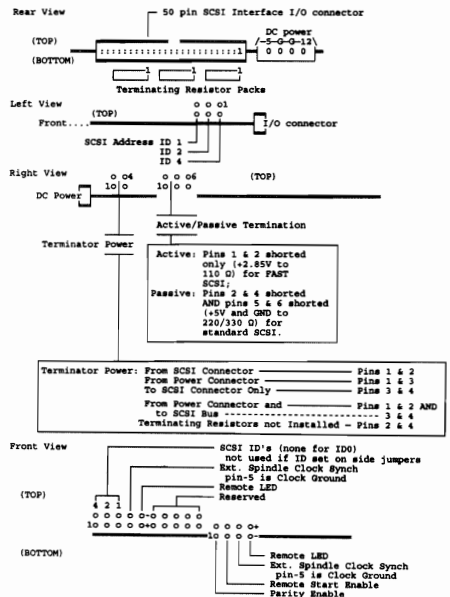 Rear View
50 pin SCSI Interface I/O connector
(TOP)
DC power
/-5-G-G-12\
1
0 0 0 0
(BOTTOM)
1 1 1
Terminating Resistor Packs
Left View
(TOP)
o o o1
o o o
Front....
I/O connector
SCSI Address ID 1
ID 2
ID 4
Right View
o o4
1o o
o o o6
1o o o
(TOP)
DC Power
Active/Passive Termination
Terminator Power
Active: Pins 1 & 2 shorted
only (+2.85V to
110 Ω) for FAST
SCSI;
Passive: Pins 2 & 4 shorted
AND pins 5 & 6 shorted
(+5V and GND to
220/330 Ω) for
standard SCSI.
Terminator Power: From SCSI Connector Pins 1 & 2
From Power Connector Pins 1 & 3
To SCSI Connector Only Pins 3 & 4
From Power Connector and Pins 1 & 2 AND
to SCSI Bus 3 & 4
Terminating Resistors not Installed - Pins 2 & 4
Front View
SCSI ID's (none for ID0)
not used if ID set on side jumpers
Ext. Spindle Clock Synch
pin-5 is Clock Ground
Remote LED
Reserved
(TOP)
4 2 1
o o o o o-o o o o
1o o o o o+o o o o
o o o o+
1o o o o-
(BOTTOM)
Remote LED
Ext. Spindle Clock Synch
pin-5 is Clock Ground
Remote Start Enable
Parity Enable